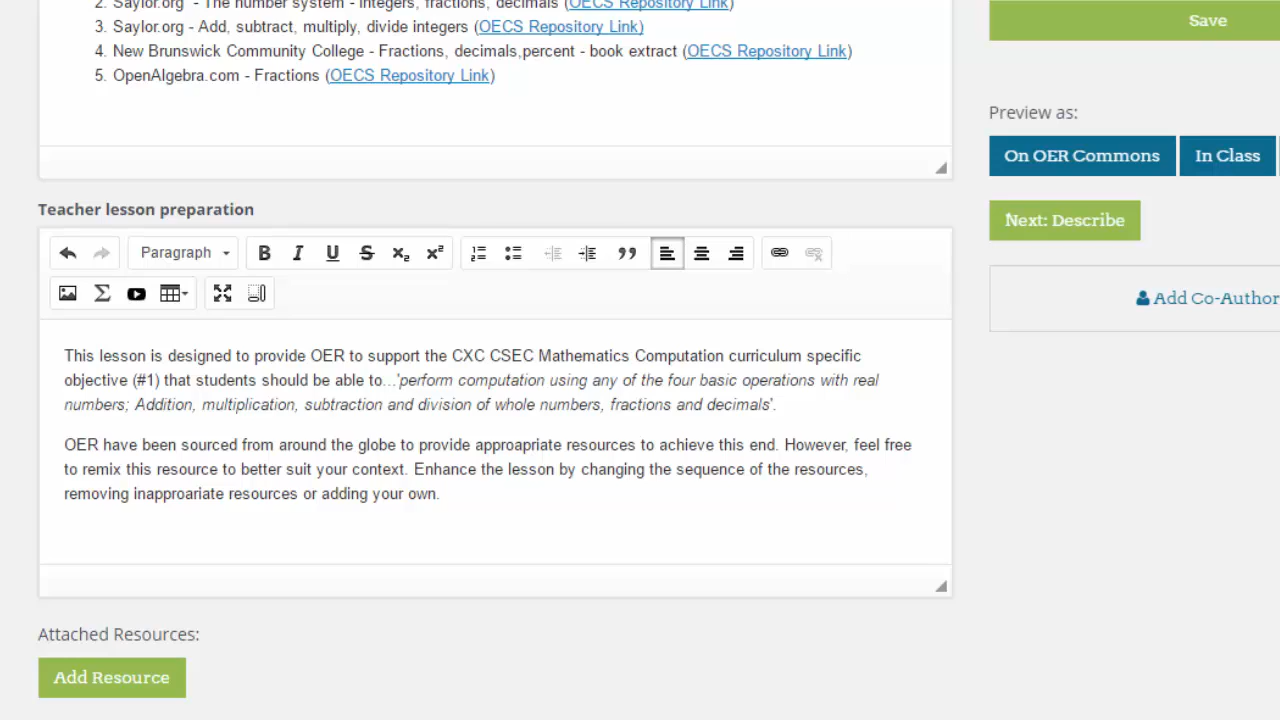 2. Saylor.org - The number system - integers, fractions, decimals (OECS Repository Link)
3. Saylor.org - Add, subtract, multiply, divide integers (OECS Repository Link)
4. New Brunswick Community College - Fractions, decimals,percent - book extract (OECS Repository Link)
5. OpenAlgebra.com - Fractions (OECS Repository Link)
Save
Preview as:
On OER Commons In Class
Next: Describe
Add Co-Author
Teacher lesson preparation
Paragraph B I U S x₂ x²
Σ
This lesson is designed to provide OER to support the CXC CSEC Mathematics Computation curriculum specific
objective (#1) that students should be able to...'perform computation using any of the four basic operations with real
numbers; Addition, multiplication, subtraction and division of whole numbers, fractions and decimals'.
OER have been sourced from around the globe to provide approapriate resources to achieve this end. However, feel free
to remix this resource to better suit your context. Enhance the lesson by changing the sequence of the resources,
removing inapproariate resources or adding your own.
Attached Resources:
Add Resource